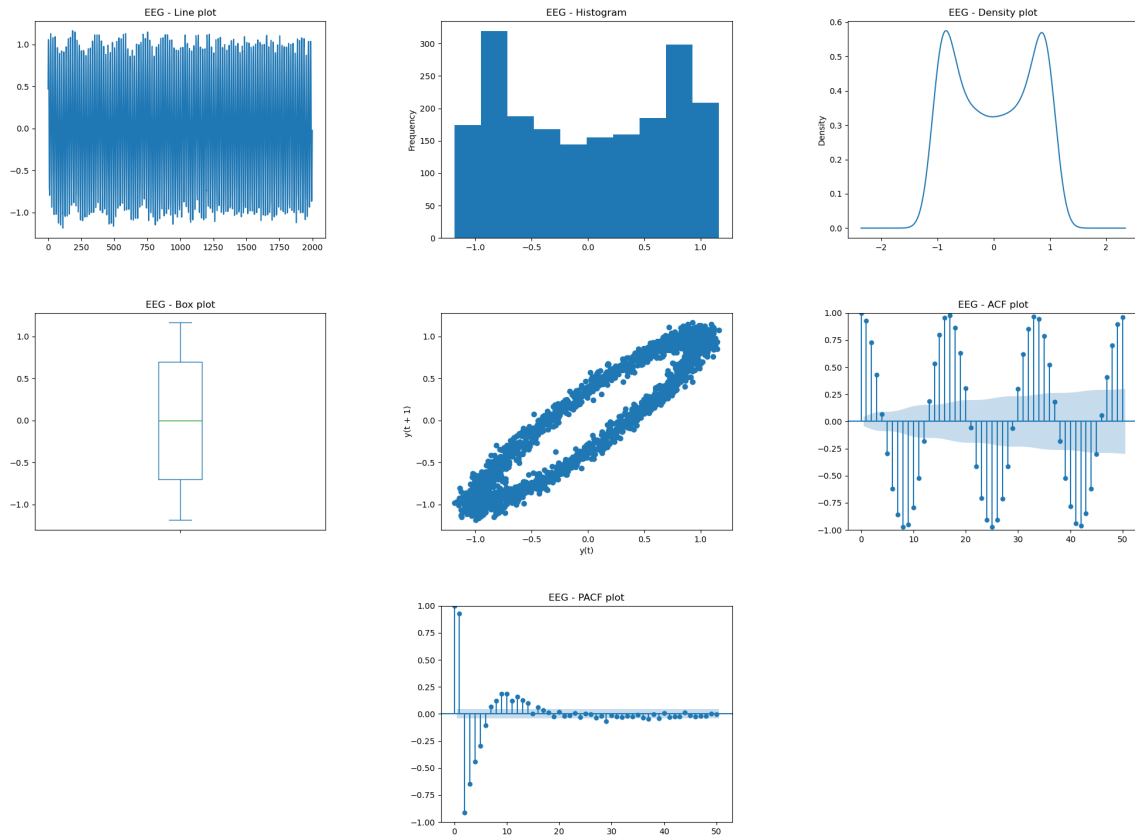 EEG - Line plot
1.0
0.5
0.0
−0.5
−1.0
0 250 500 750 1000 1250 1500 1750 2000
EEG - Histogram
Frequency
300
250
200
150
100
50
0
−1.0 −0.5 0.0 0.5 1.0
EEG - Density plot
Density
0.6
0.5
0.4
0.3
0.2
0.1
0.0
−2 −1 0 1 2
EEG - Box plot
1.0
0.5
0.0
−0.5
−1.0
y(t + 1)
1.0
0.5
0.0
−0.5
−1.0
−1.0 −0.5 0.0 0.5 1.0
y(t)
EEG - ACF plot
1.00
0.75
0.50
0.25
0.00
−0.25
−0.50
−0.75
−1.00
0 10 20 30 40 50
EEG - PACF plot
1.00
0.75
0.50
0.25
0.00
−0.25
−0.50
−0.75
−1.00
0 10 20 30 40 50